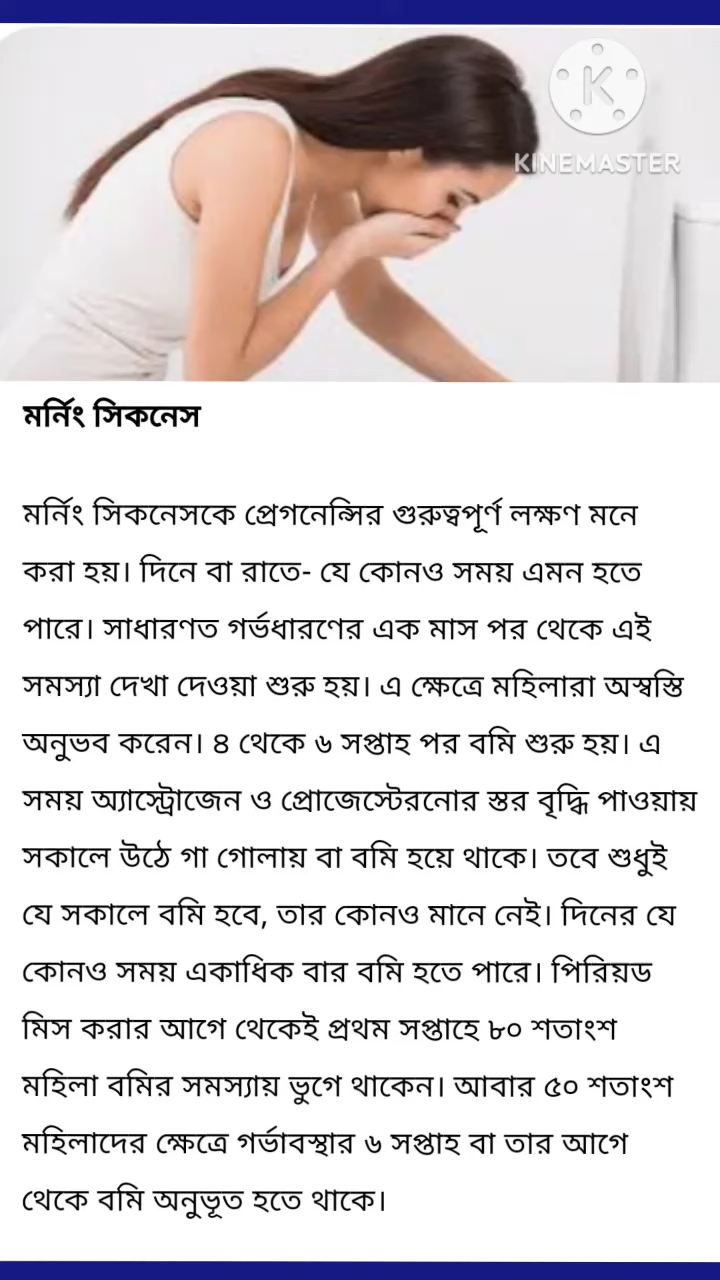 KINEMASTER
মর্নিং সিকনেস
মর্নিং সিকনেসকে প্রেগনেন্সির গুরুত্বপূর্ণ লক্ষণ মনে
করা হয়। দিনে বা রাতে- যে কোনও সময় এমন হতে
পারে। সাধারণত গর্ভধারণের এক মাস পর থেকে এই
সমস্যা দেখা দেওয়া শুরু হয়। এ ক্ষেত্রে মহিলারা অস্বস্তি
অনুভব করেন। ৪ থেকে ৬ সপ্তাহ পর বমি শুরু হয়। এ
সময় অ্যাস্ট্রোজেন ও প্রোজেস্টেরনোর স্তর বৃদ্ধি পাওয়ায়
সকালে উঠে গা গোলায় বা বমি হয়ে থাকে। তবে শুধুই
যে সকালে বমি হবে, তার কোনও মানে নেই। দিনের যে
কোনও সময় একাধিক বার বমি হতে পারে। পিরিয়ড
মিস করার আগে থেকেই প্রথম সপ্তাহে ৮০ শতাংশ
মহিলা বমির সমস্যায় ভুগে থাকেন। আবার ৫০ শতাংশ
মহিলাদের ক্ষেত্রে গর্ভাবস্থার ৬ সপ্তাহ বা তার আগে
থেকে বমি অনুভূত হতে থাকে।